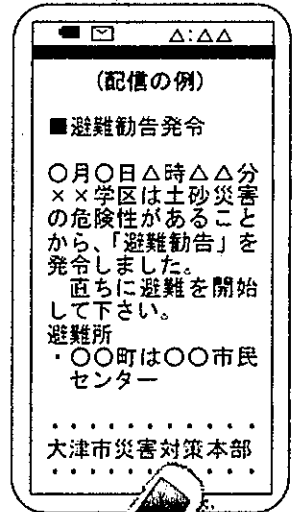 △:△△
(配信の例)
■避難勧告発令
○月○日△時△△分
××学区は土砂災害
の危険性があること
から、「避難勧告」を
発令しました。
直ちに避難を開始
して下さい。
避難所
・○○町は○○市民
センター
・・・・・・・・・・・
大津市災害対策本部
・・・・・・・・・・・